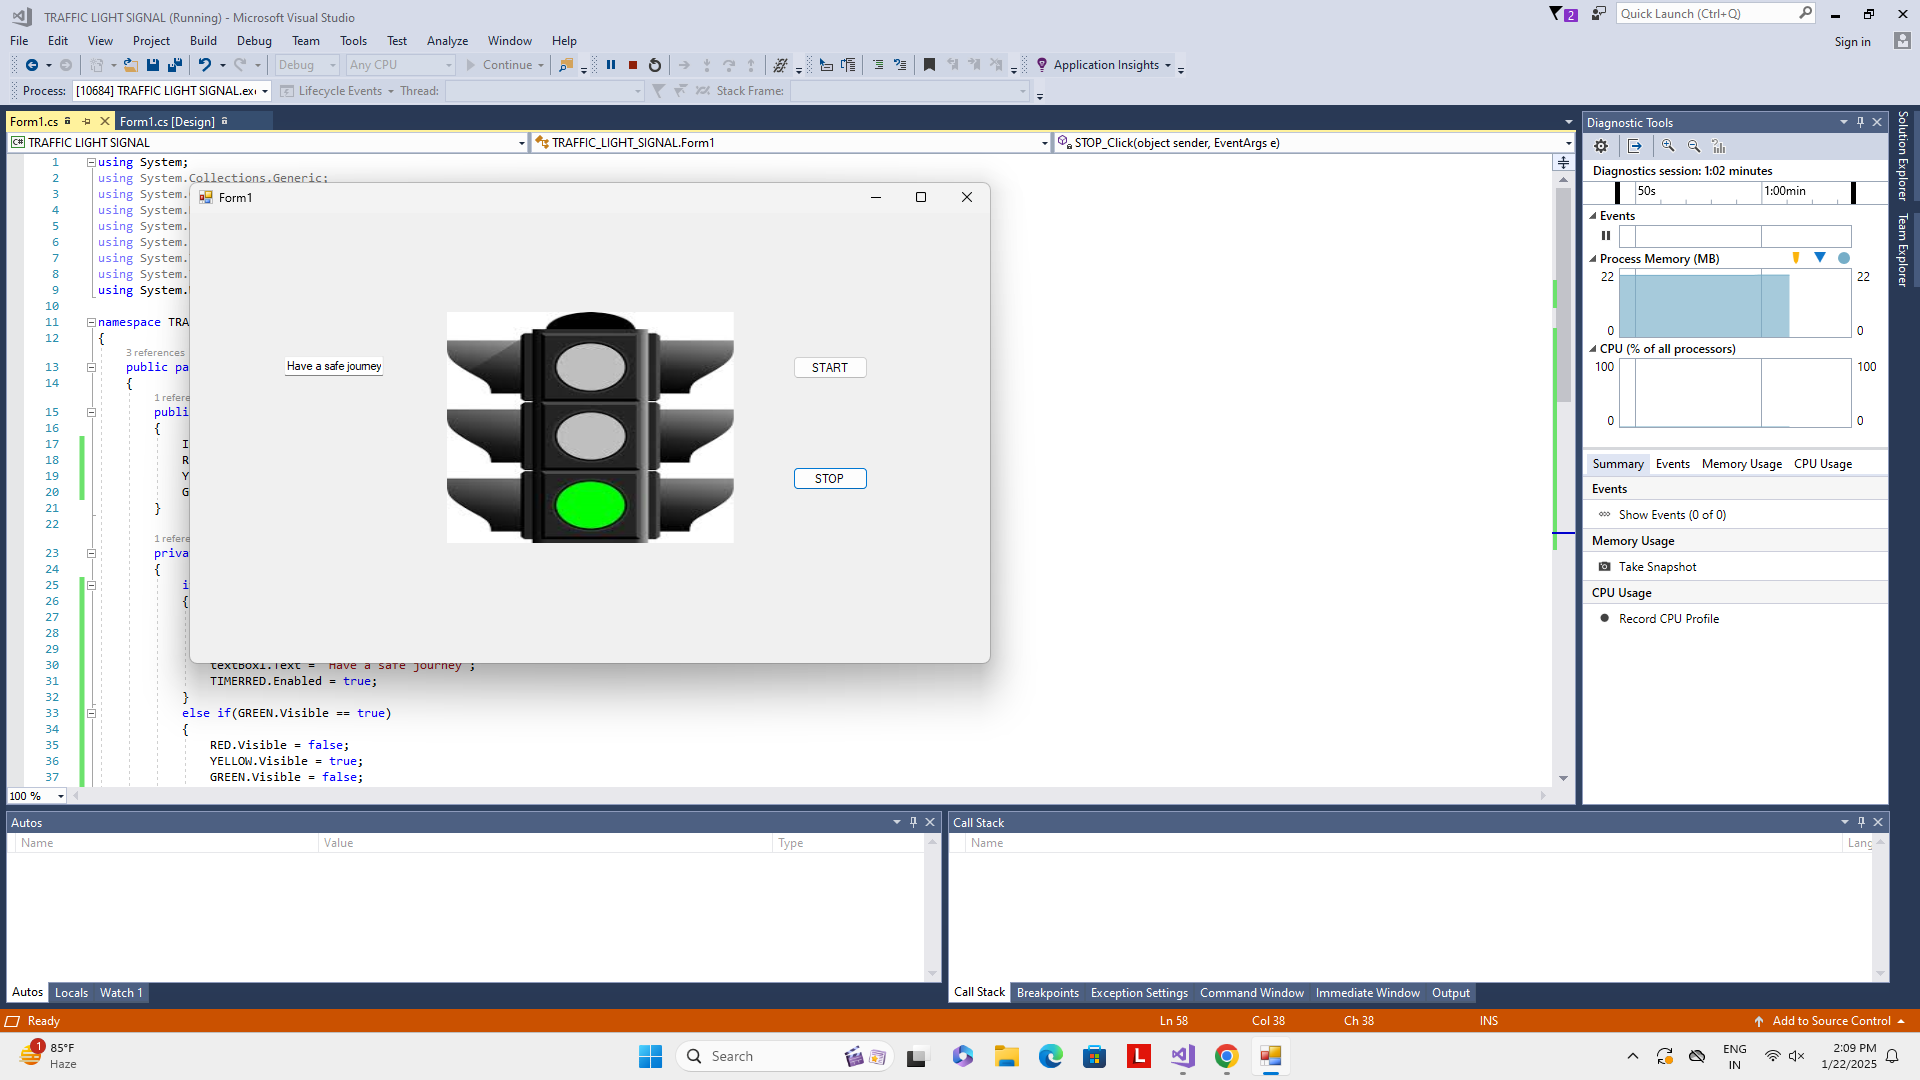 TRAFFIC LIGHT SIGNAL (Running) - Microsoft Visual Studio
2
Quick Launch (Ctrl+Q)
File Edit View Project Build Debug Team Tools Test Analyze Window Help
Sign in
Debug Any CPU Continue Application Insights
Process: [10684] TRAFFIC LIGHT SIGNAL.exe Lifecycle Events Thread: Stack Frame:
Form1.cs Form1.cs [Design]
C# TRAFFIC LIGHT SIGNAL TRAFFIC_LIGHT_SIGNAL.Form1 STOP_Click(object sender, EventArgs e)
1 using System;
2 using System.Collections.Generic;
3 using System.
4 using System.
5 using System.
6 using System.
7 using System.
8 using System.
9 using System.
10
11 namespace TRA
12 {
3 references
13 public pa
14 {
1 refere
15 publi
16 {
17 I
18 R
19 Y
20 G
21 }
22
1 refere
23 priva
24 {
25 i
26 {
27
28
29
30 textBox1.Text = "Have a safe journey";
31 TIMERRED.Enabled = true;
32 }
33 else if(GREEN.Visible == true)
34 {
35 RED.Visible = false;
36 YELLOW.Visible = true;
37 GREEN.Visible = false;
100 %
Form1
Have a safe journey
START
STOP
Diagnostic Tools
Diagnostics session: 1:02 minutes
50s 1:00min
Events
Process Memory (MB)
22 22
0 0
CPU (% of all processors)
100 100
0 0
Summary Events Memory Usage CPU Usage
Events
Show Events (0 of 0)
Memory Usage
Take Snapshot
CPU Usage
Record CPU Profile
Solution Explorer
Team Explorer
Autos
Name Value Type
Autos Locals Watch 1
Call Stack
Name Lang
Call Stack Breakpoints Exception Settings Command Window Immediate Window Output
Ready Ln 58 Col 38 Ch 38 INS Add to Source Control
1
85°F
Haze
Search
L
ENG
IN
2:09 PM
1/22/2025